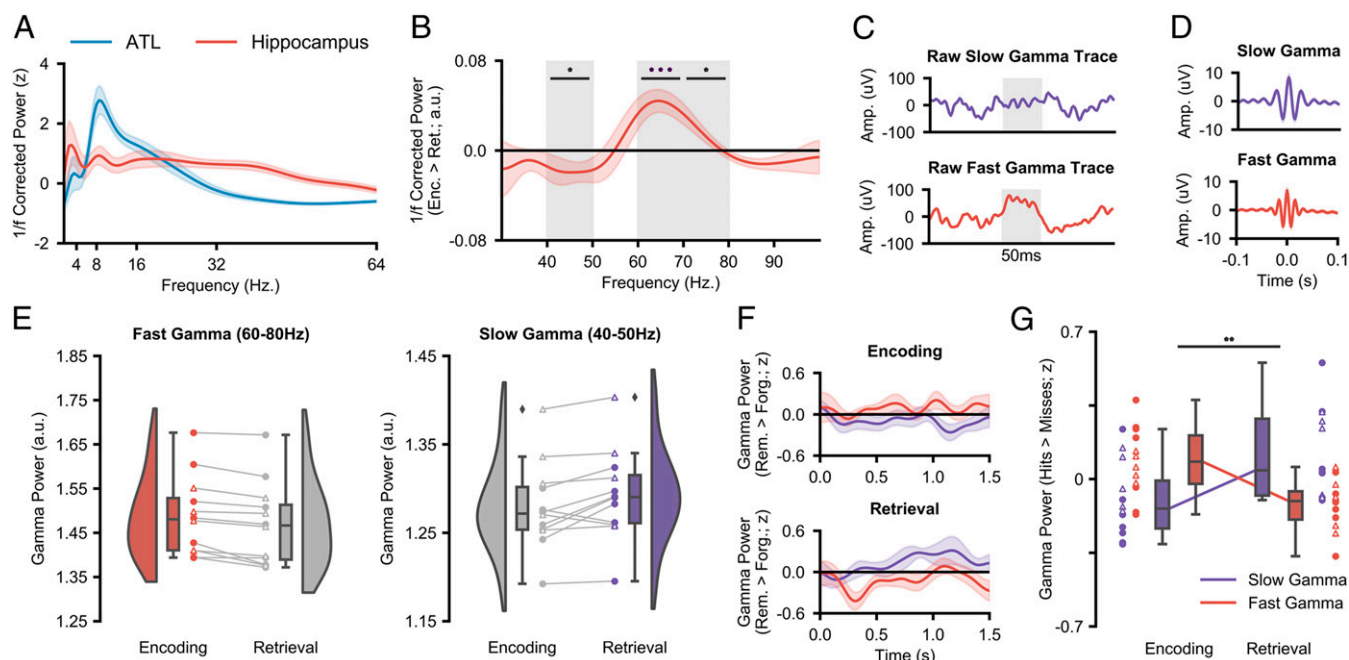 A
ATL
Hippocampus
1/f Corrected Power (z)
4
2
0
-2
4 8 16 32 64
Frequency (Hz.)
B
1/f Corrected Power
(Enc. > Ret.; a.u.)
0.08
0.0
-0.08
40 50 60 70 80 90
Frequency (Hz.)
C
Raw Slow Gamma Trace
Amp. (uV)
100
0
-100
Raw Fast Gamma Trace
Amp. (uV)
100
0
-100
50ms
D
Slow Gamma
Amp. (uV)
10
0
-10
Fast Gamma
Amp. (uV)
10
0
-10
-0.1 0.0 0.1
Time (s)
E
Fast Gamma (60-80Hz)
Gamma Power (a.u.)
1.85
1.75
1.65
1.55
1.45
1.35
1.25
Encoding Retrieval
Slow Gamma (40-50Hz)
Gamma Power (a.u.)
1.45
1.35
1.25
1.15
Encoding Retrieval
F
Encoding
Gamma Power
(Rem. > Forg.; z)
0.6
0.0
-0.6
Retrieval
Gamma Power
(Rem. > Forg.; z)
0.6
0.0
-0.6
0.0 0.5 1.0 1.5
Time (s)
G
Gamma Power (Hits > Misses; z)
0.7
0
-0.7
**
Slow Gamma
Fast Gamma
Encoding Retrieval